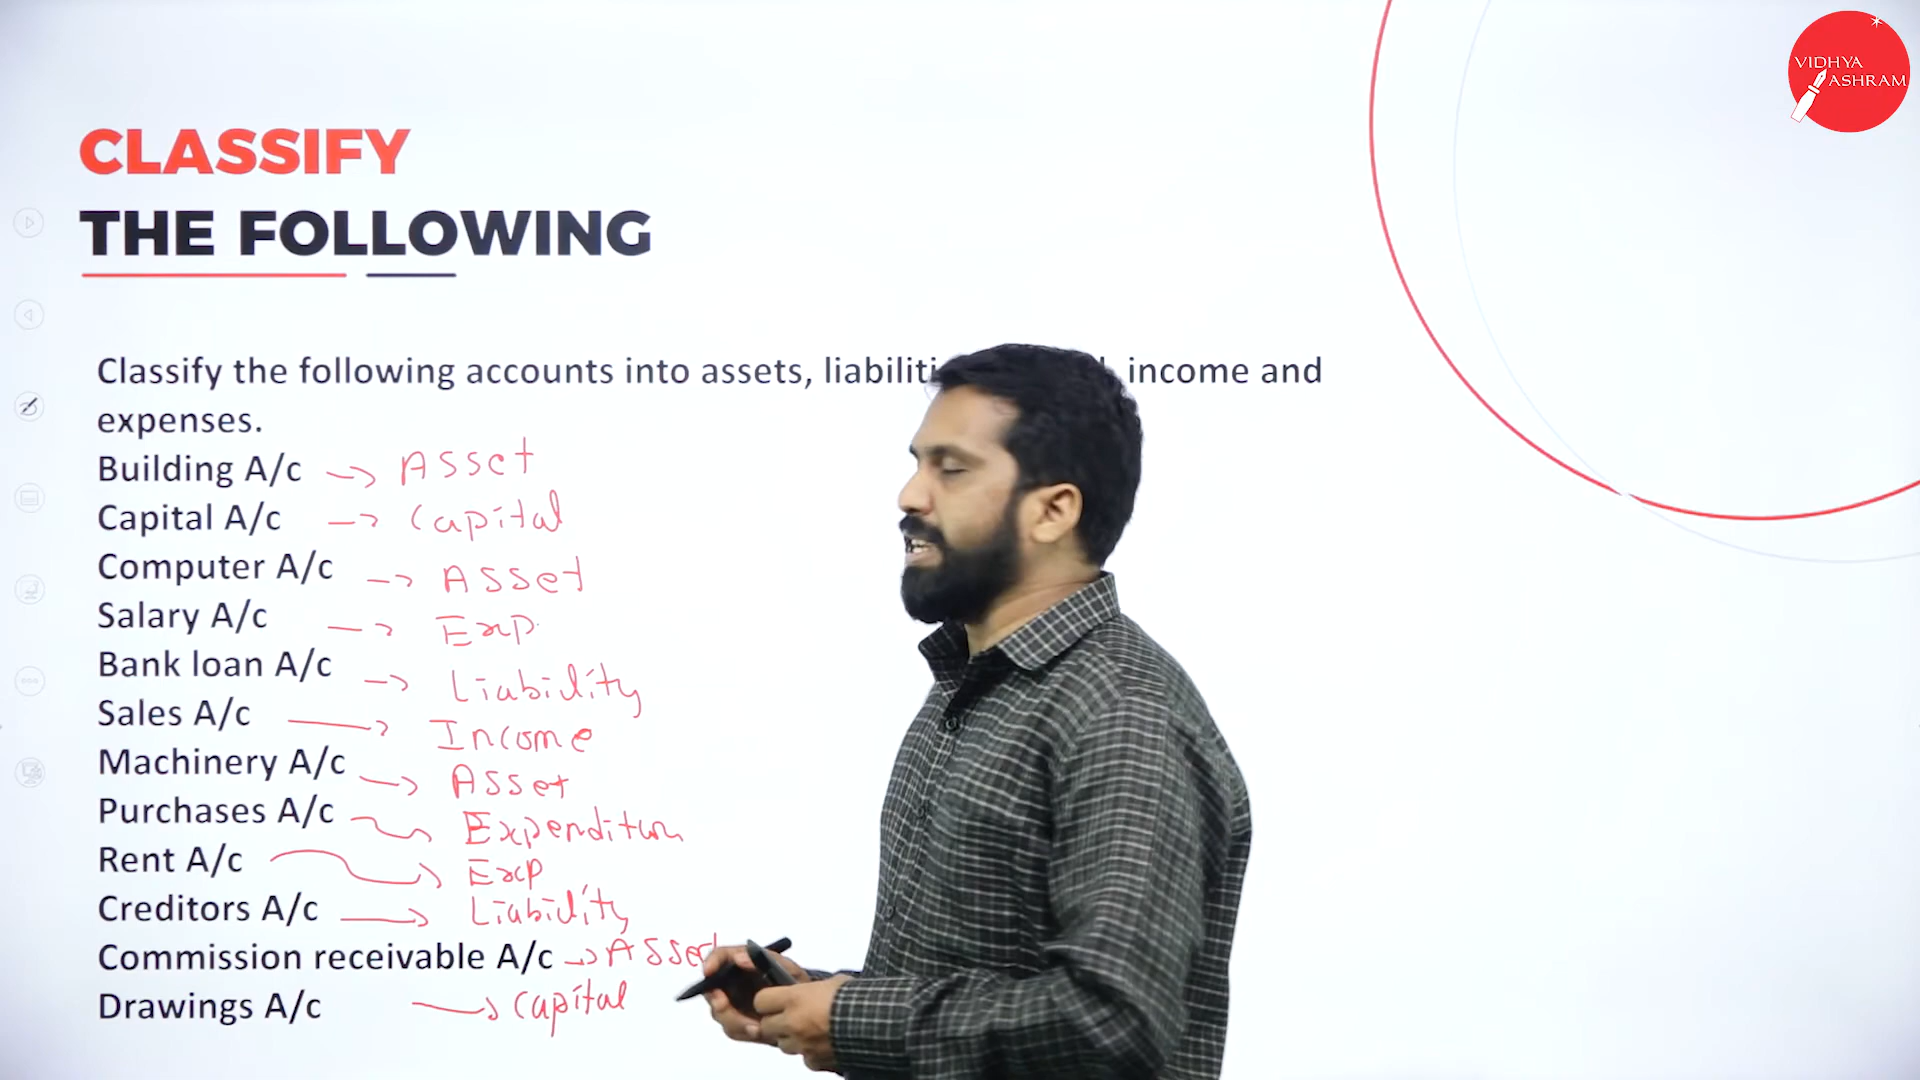 VIDHYA
ASHRAM
CLASSIFY
THE FOLLOWING
Classify the following accounts into assets, income and
expenses.
Building A/c → Asset
Capital A/c → Capital
Computer A/c → Asset
Salary A/c → Exp
Bank loan A/c → Liability
Sales A/c → Income
Machinery A/c → Asset
Purchases A/c → Expenditure
Rent A/c → Exp
Creditors A/c → Liability
Commission receivable A/c → Asset
Drawings A/c → Capital